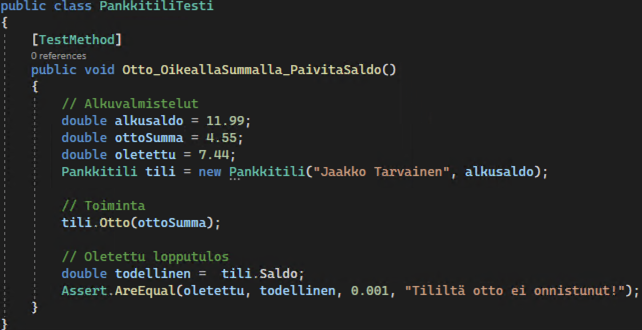 public class PankkitiliTesti
{
[TestMethod]
0 references
public void Otto_OikeallaSummalla_PaivitaSaldo()
{
// Alkuvalmistelut
double alkusaldo = 11.99;
double ottoSumma = 4.55;
double oletettu = 7.44;
Pankkitili tili = new Pankkitili("Jaakko Tarvainen", alkusaldo);
// Toiminta
tili.Otto(ottoSumma);
// Oletettu lopputulos
double todellinen =  tili.Saldo;
Assert.AreEqual(oletettu, todellinen, 0.001, "Tililtä otto ei onnistunut!");
}
}